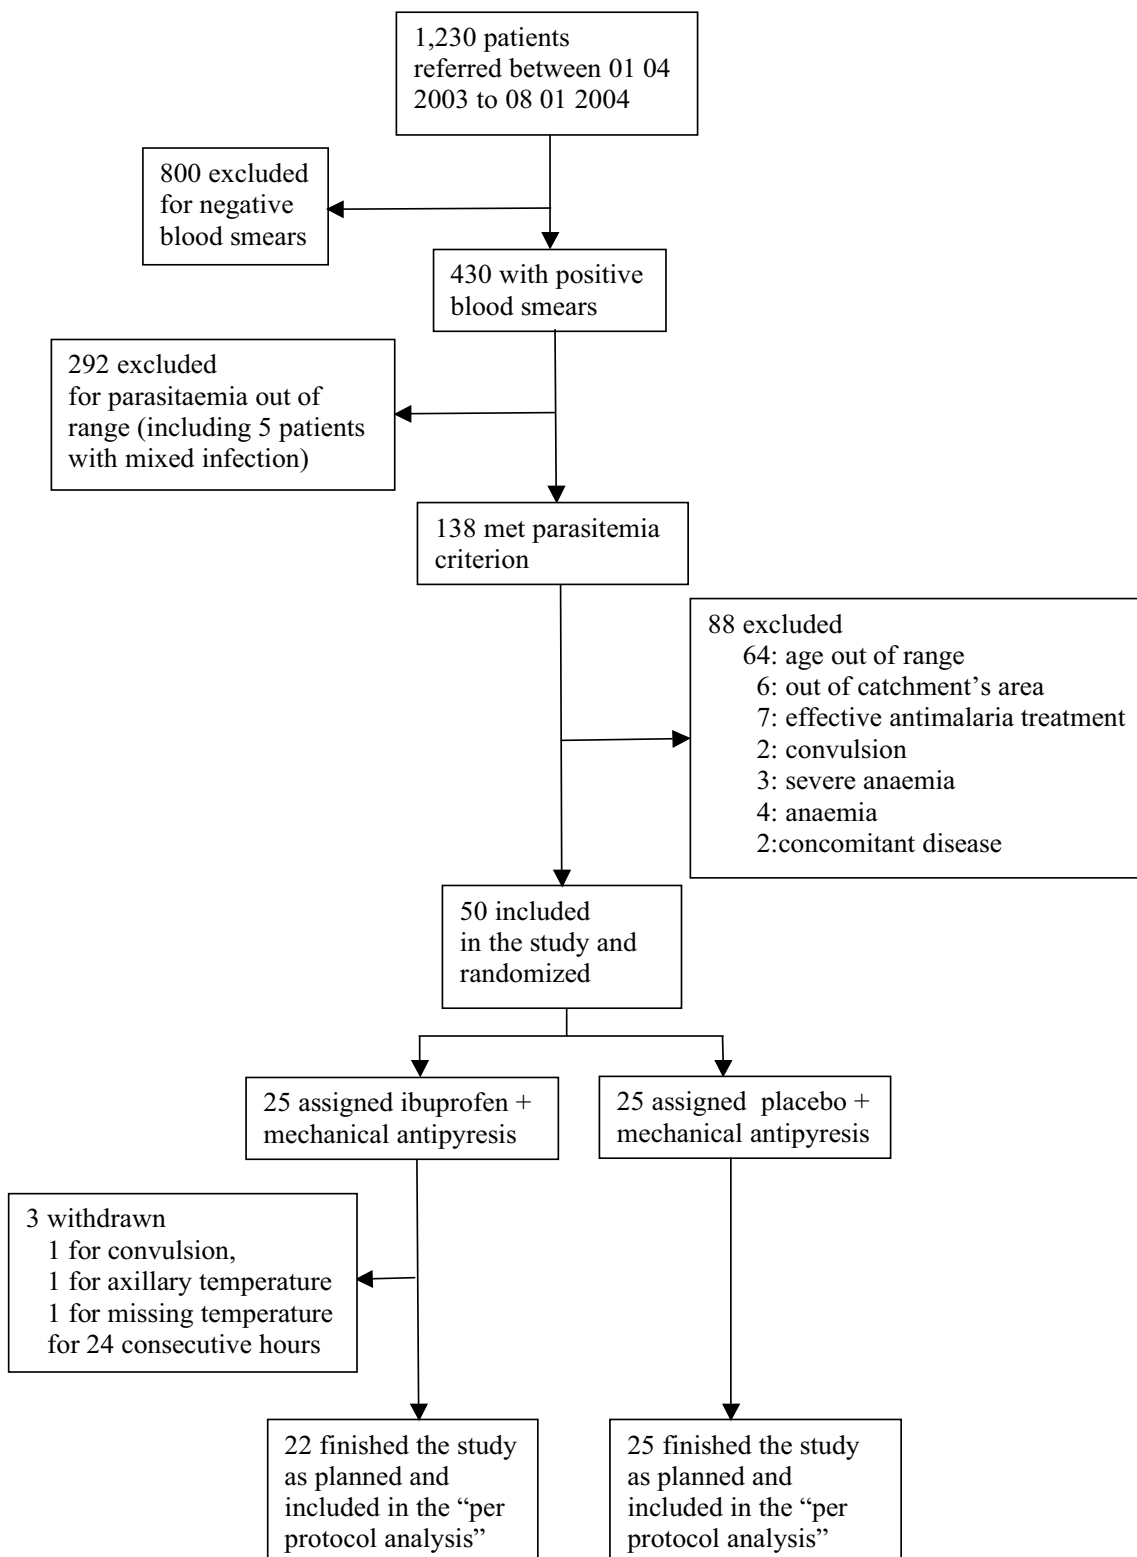 1,230 patients
referred between 01 04
2003 to 08 01 2004
800 excluded
for negative
blood smears
430 with positive
blood smears
292 excluded
for parasitaemia out of
range (including 5 patients
with mixed infection)
138 met parasitemia
criterion
88 excluded
64: age out of range
6: out of catchment’s area
7: effective antimalaria treatment
2: convulsion
3: severe anaemia
4: anaemia
2:concomitant disease
50 included
in the study and
randomized
25 assigned ibuprofen +
mechanical antipyresis
25 assigned  placebo +
mechanical antipyresis
3 withdrawn
1 for convulsion,
1 for axillary temperature
1 for missing temperature
for 24 consecutive hours
22 finished the study
as planned and
included in the “per
protocol analysis”
25 finished the study
as planned and
included in the “per
protocol analysis”